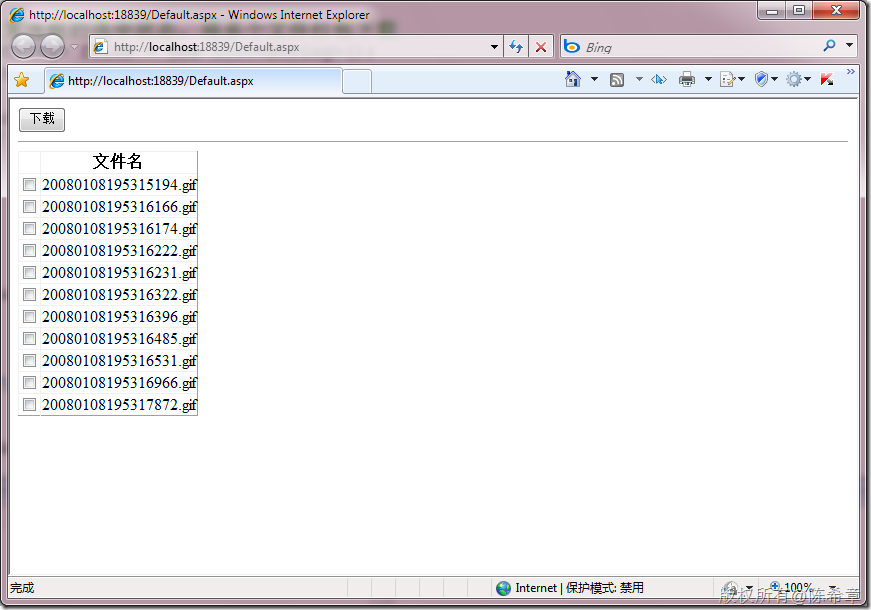 http://localhost:18839/Default.aspx - Windows Internet Explorer
http://localhost:18839/Default.aspx
Bing
http://localhost:18839/Default.aspx
下载
文件名
20080108195315194.gif
20080108195316166.gif
20080108195316174.gif
20080108195316222.gif
20080108195316231.gif
20080108195316322.gif
20080108195316396.gif
20080108195316485.gif
20080108195316531.gif
20080108195316966.gif
20080108195317872.gif
完成
Internet | 保护模式: 禁用
100%
版权所有@陈希章